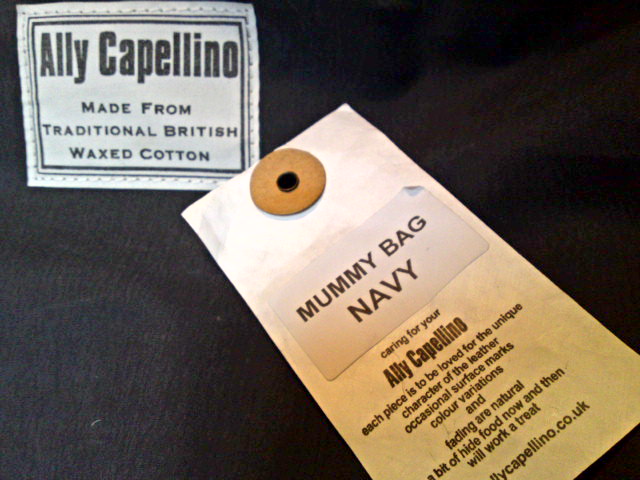 Ally Capellino
MADE FROM
TRADITIONAL BRITISH
WAXED COTTON
MUMMY BAG
NAVY
caring for your
Ally Capellino
each piece is to be loved for the unique
character of the leather
occasional surface marks
colour variations
and
fading are natural
a bit of hide food now and then
will work a treat
llycapellino.co.uk